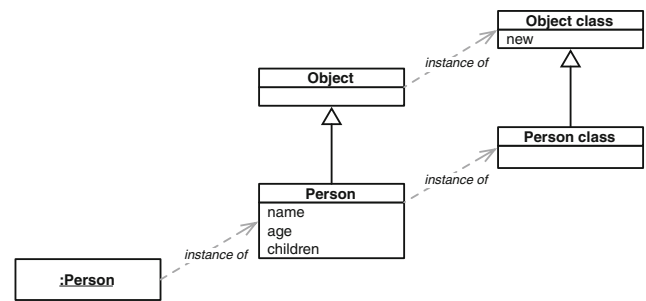 Object class
new
instance of
Object
Person class
instance of
Person
name
age
children
instance of
:Person